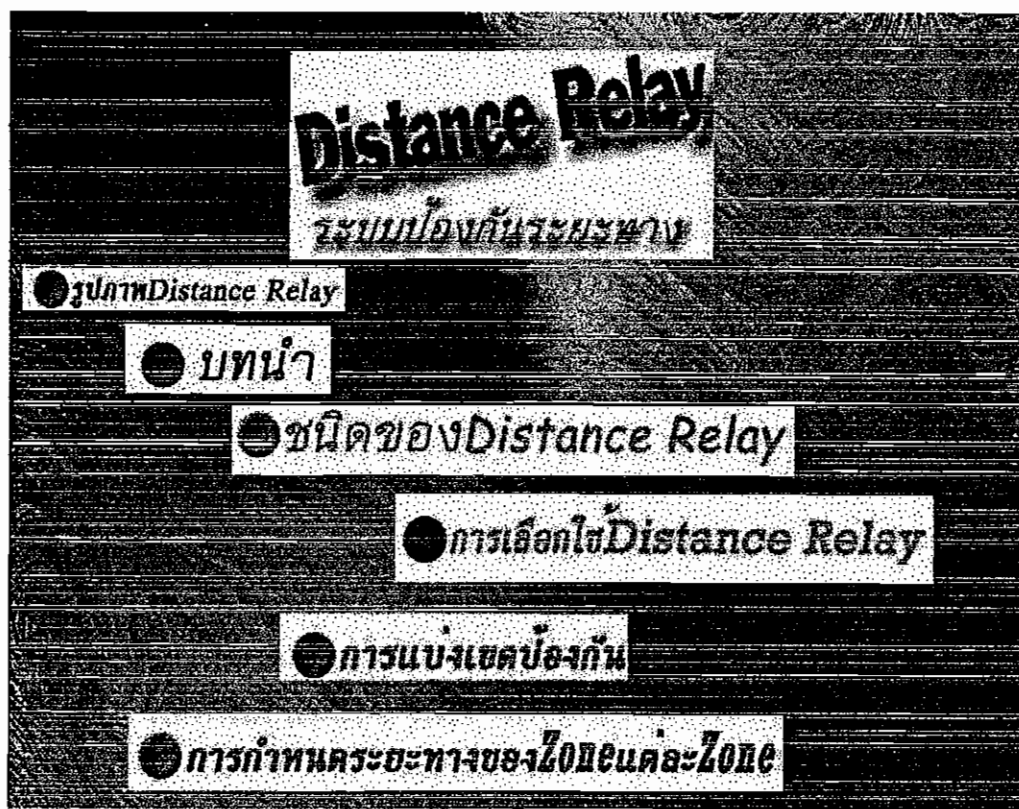 Distance Relay
ระบบป้องกันระยะทาง
รูปภาพDistance Relay
บทนำ
ชนิดของDistance Relay
การเลือกใช้Distance Relay
การแบ่งเขตป้องกัน
การกำหนดระยะทางของZoneแต่ละZone